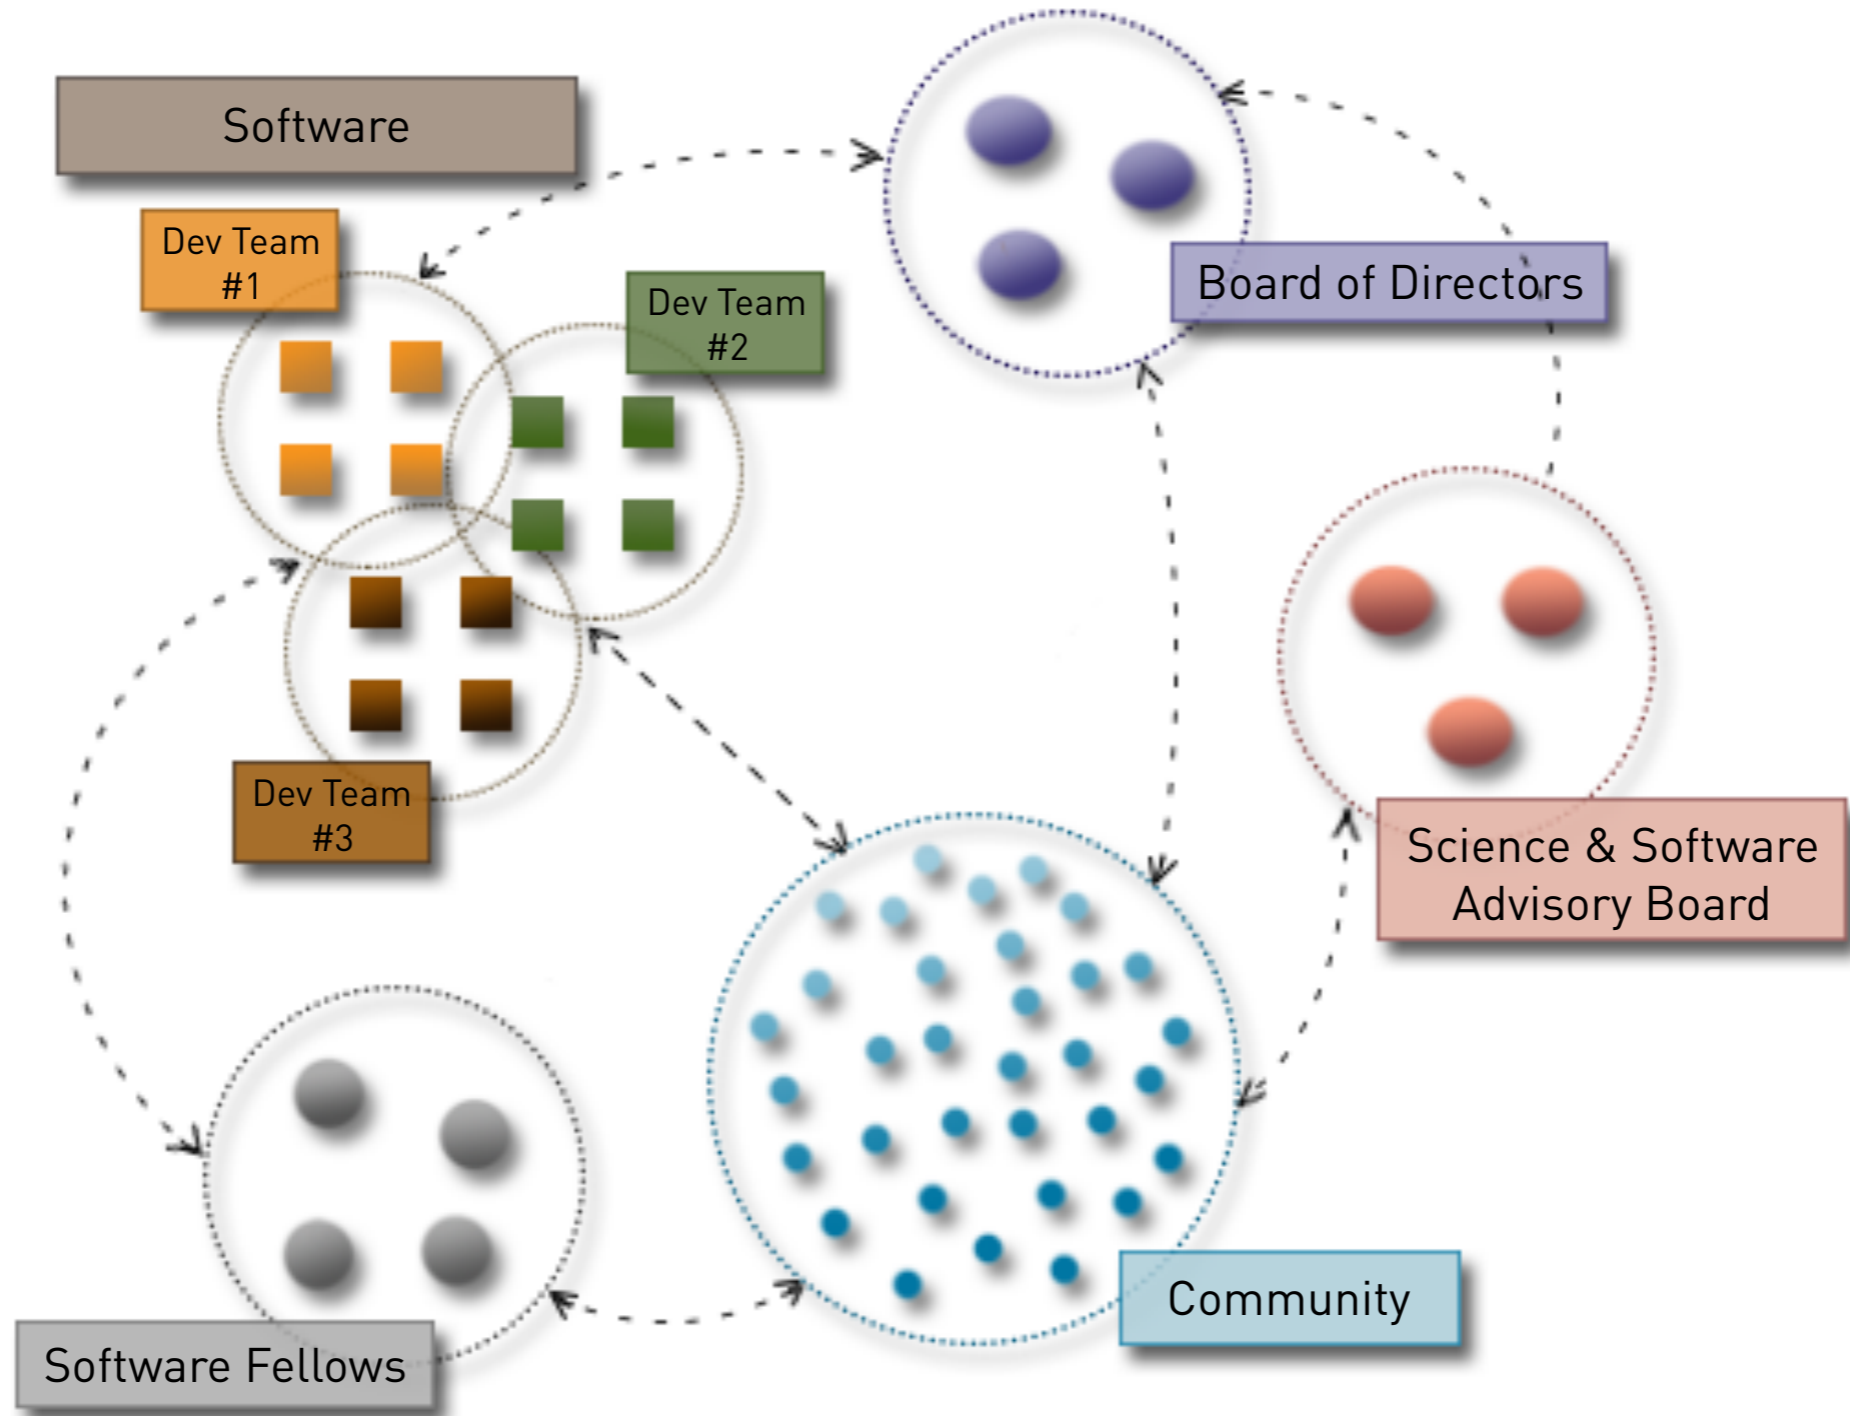 Software
Dev Team
#1
Dev Team
#2
Board of Directors
Dev Team
#3
Science & Software
Advisory Board
Community
Software Fellows